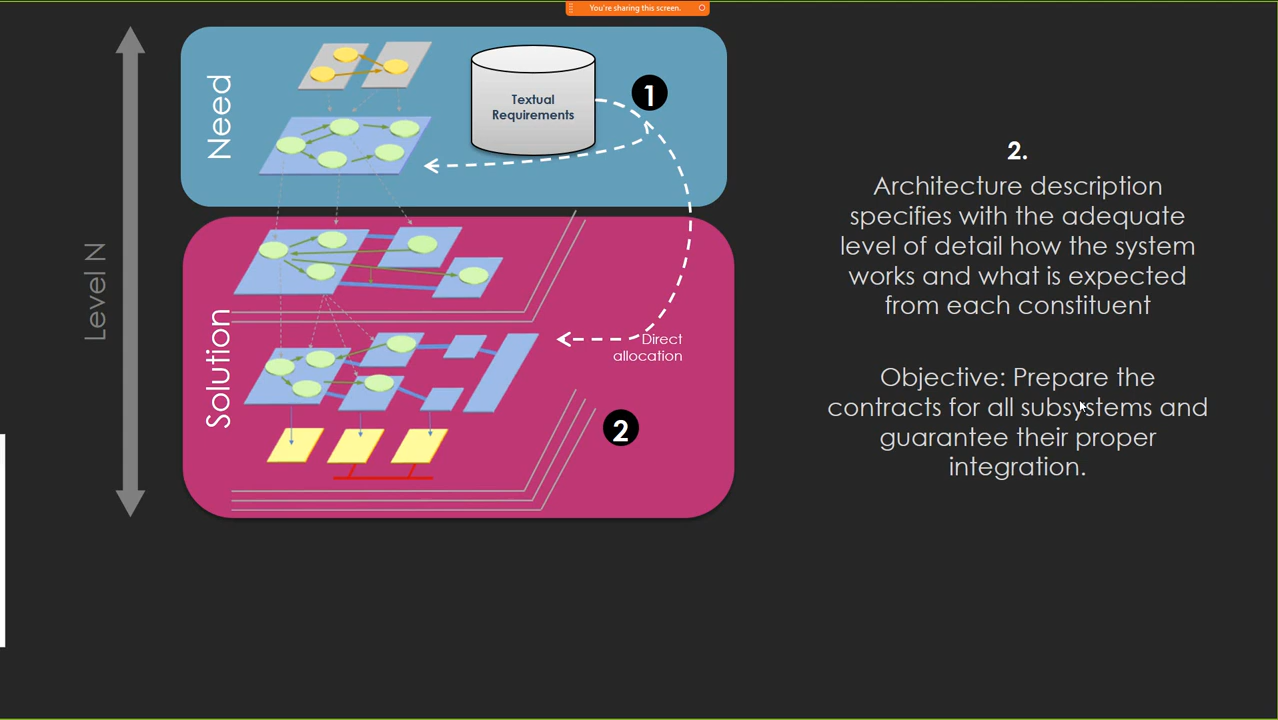 You're sharing this screen.
Level N
Need
Textual
Requirements
1
Solution
Direct
allocation
2
2.
Architecture description
specifies with the adequate
level of detail how the system
works and what is expected
from each constituent
Objective: Prepare the
contracts for all subsystems and
guarantee their proper
integration.